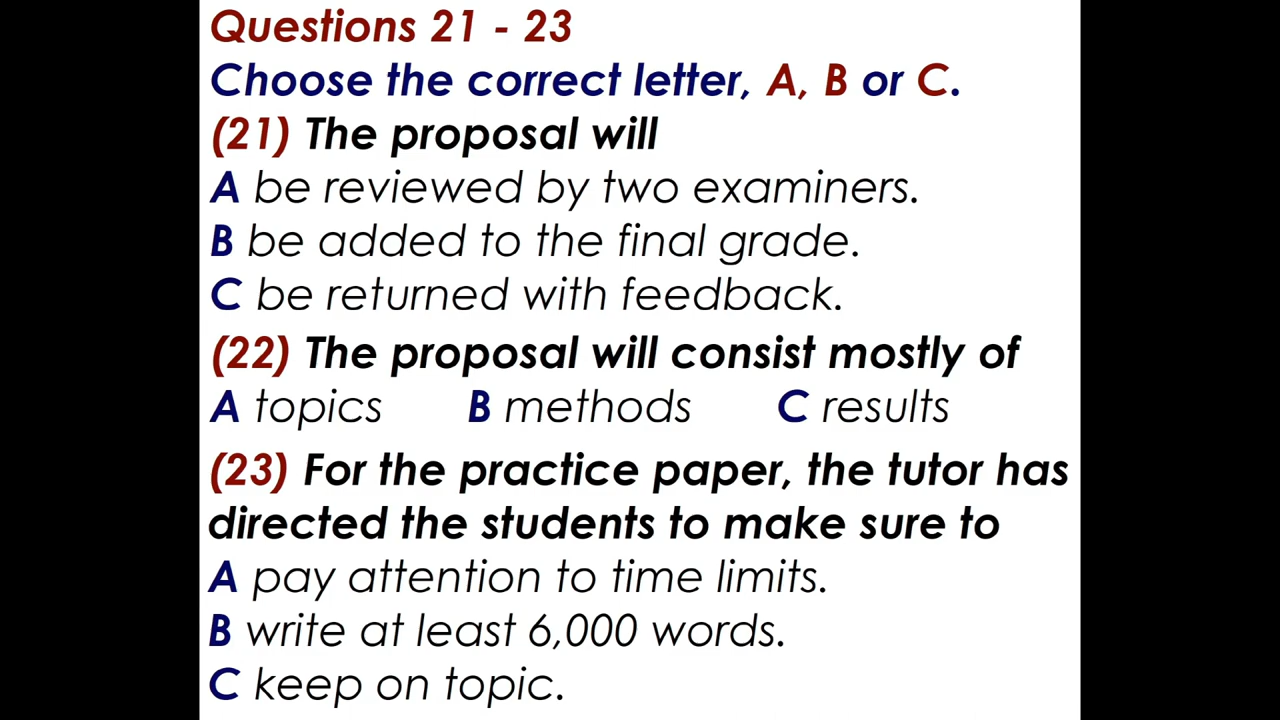 Questions 21 - 23
Choose the correct letter, A, B or C.
(21) The proposal will
A be reviewed by two examiners.
B be added to the final grade.
C be returned with feedback.
(22) The proposal will consist mostly of
A topics B methods C results
(23) For the practice paper, the tutor has
directed the students to make sure to
A pay attention to time limits.
B write at least 6,000 words.
C keep on topic.